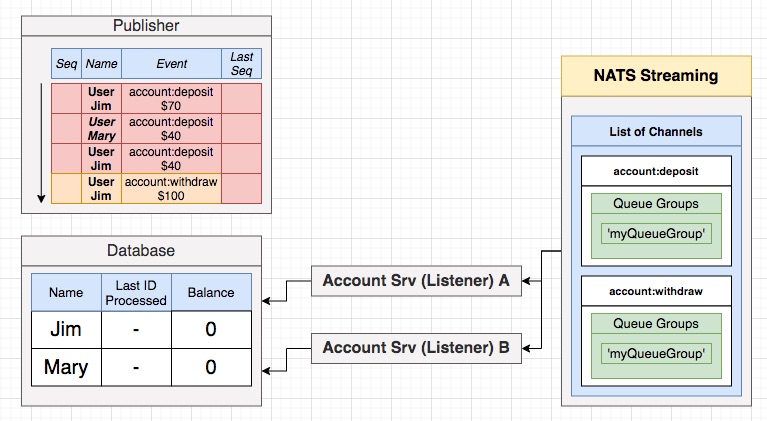 Publisher
Seq Name Event Last
Seq
User
Jim account:deposit
$70
User
Mary account:deposit
$40
User
Jim account:deposit
$40
User
Jim account:withdraw
$100
Database
Name Last ID
Processed Balance
Jim - 0
Mary - 0
Account Srv (Listener) A
Account Srv (Listener) B
NATS Streaming
List of Channels
account:deposit
Queue Groups
'myQueueGroup'
account:withdraw
Queue Groups
'myQueueGroup'